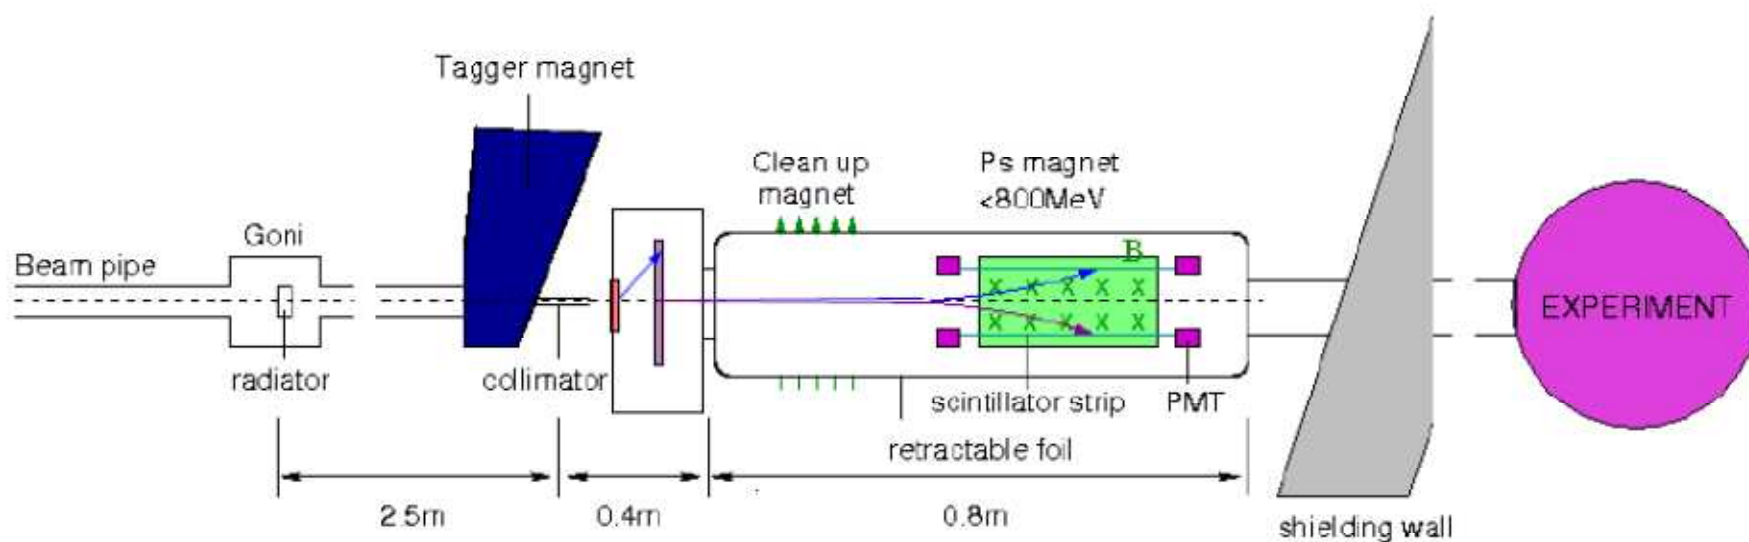 Tagger magnet
Clean up
magnet
Ps magnet
<800MeV
Goni
B
Beam pipe
X X X X X
EXPERIMENT
X X X X X
radiator
collimator
scintillator strip
PMT
retractable foil
2.5m
0.4m
0.8m
shielding wall